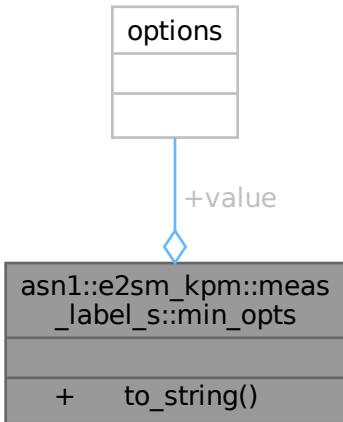 options
+value
asn1::e2sm_kpm::meas
_label_s::min_opts
+ to_string()